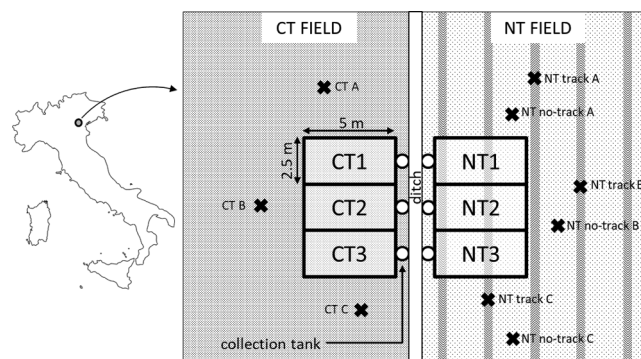 CT FIELD
NT FIELD
CT A
NT track A
NT no-track A
5 m
2.5 m
CT1
NT1
ditch
NT track B
CT B
CT2
NT2
NT no-track B
CT3
NT3
NT track C
CT C
collection tank
NT no-track C